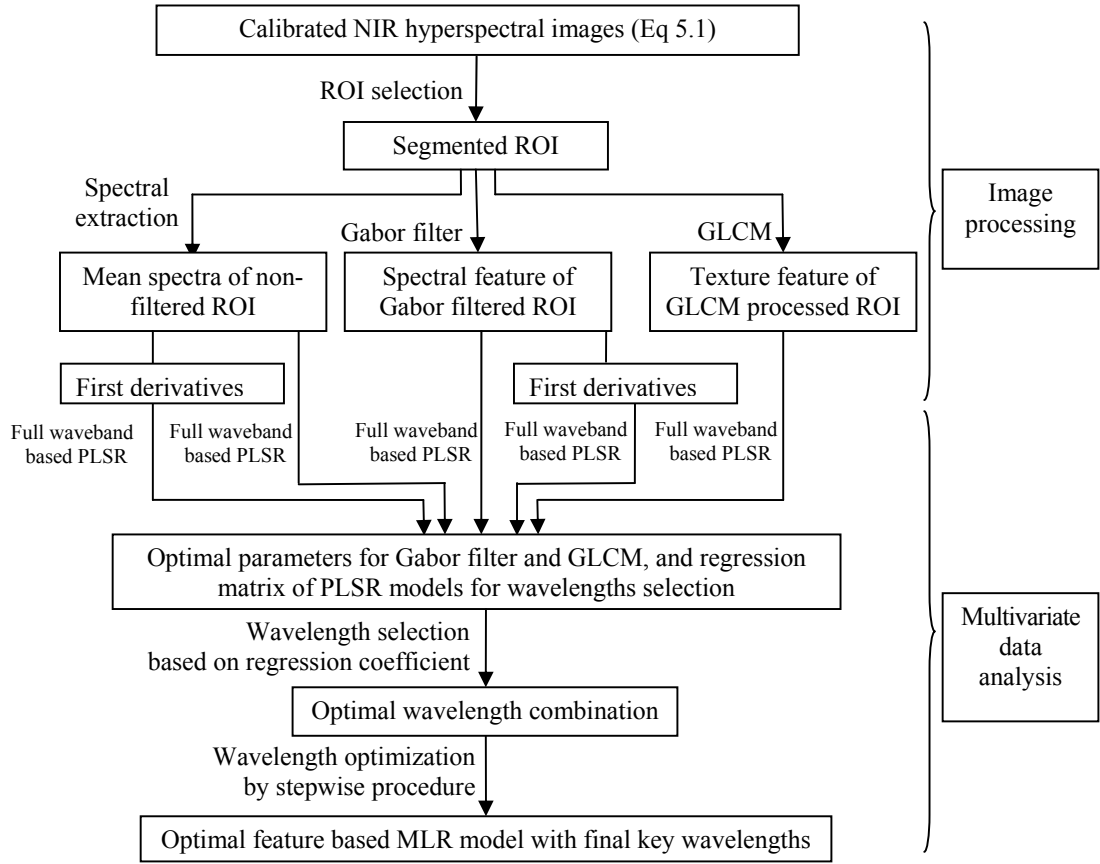 Calibrated NIR hyperspectral images (Eq 5.1)
ROI selection
Segmented ROI
Spectral
extraction
Gabor filter
GLCM
Image
processing
Mean spectra of non-
filtered ROI
Spectral feature of
Gabor filtered ROI
Texture feature of
GLCM processed ROI
First derivatives
First derivatives
Full waveband
based PLSR
Full waveband
based PLSR
Full waveband
based PLSR
Full waveband
based PLSR
Full waveband
based PLSR
Optimal parameters for Gabor filter and GLCM, and regression
matrix of PLSR models for wavelengths selection
Wavelength selection
based on regression coefficient
Multivariate
data
analysis
Optimal wavelength combination
Wavelength optimization
by stepwise procedure
Optimal feature based MLR model with final key wavelengths